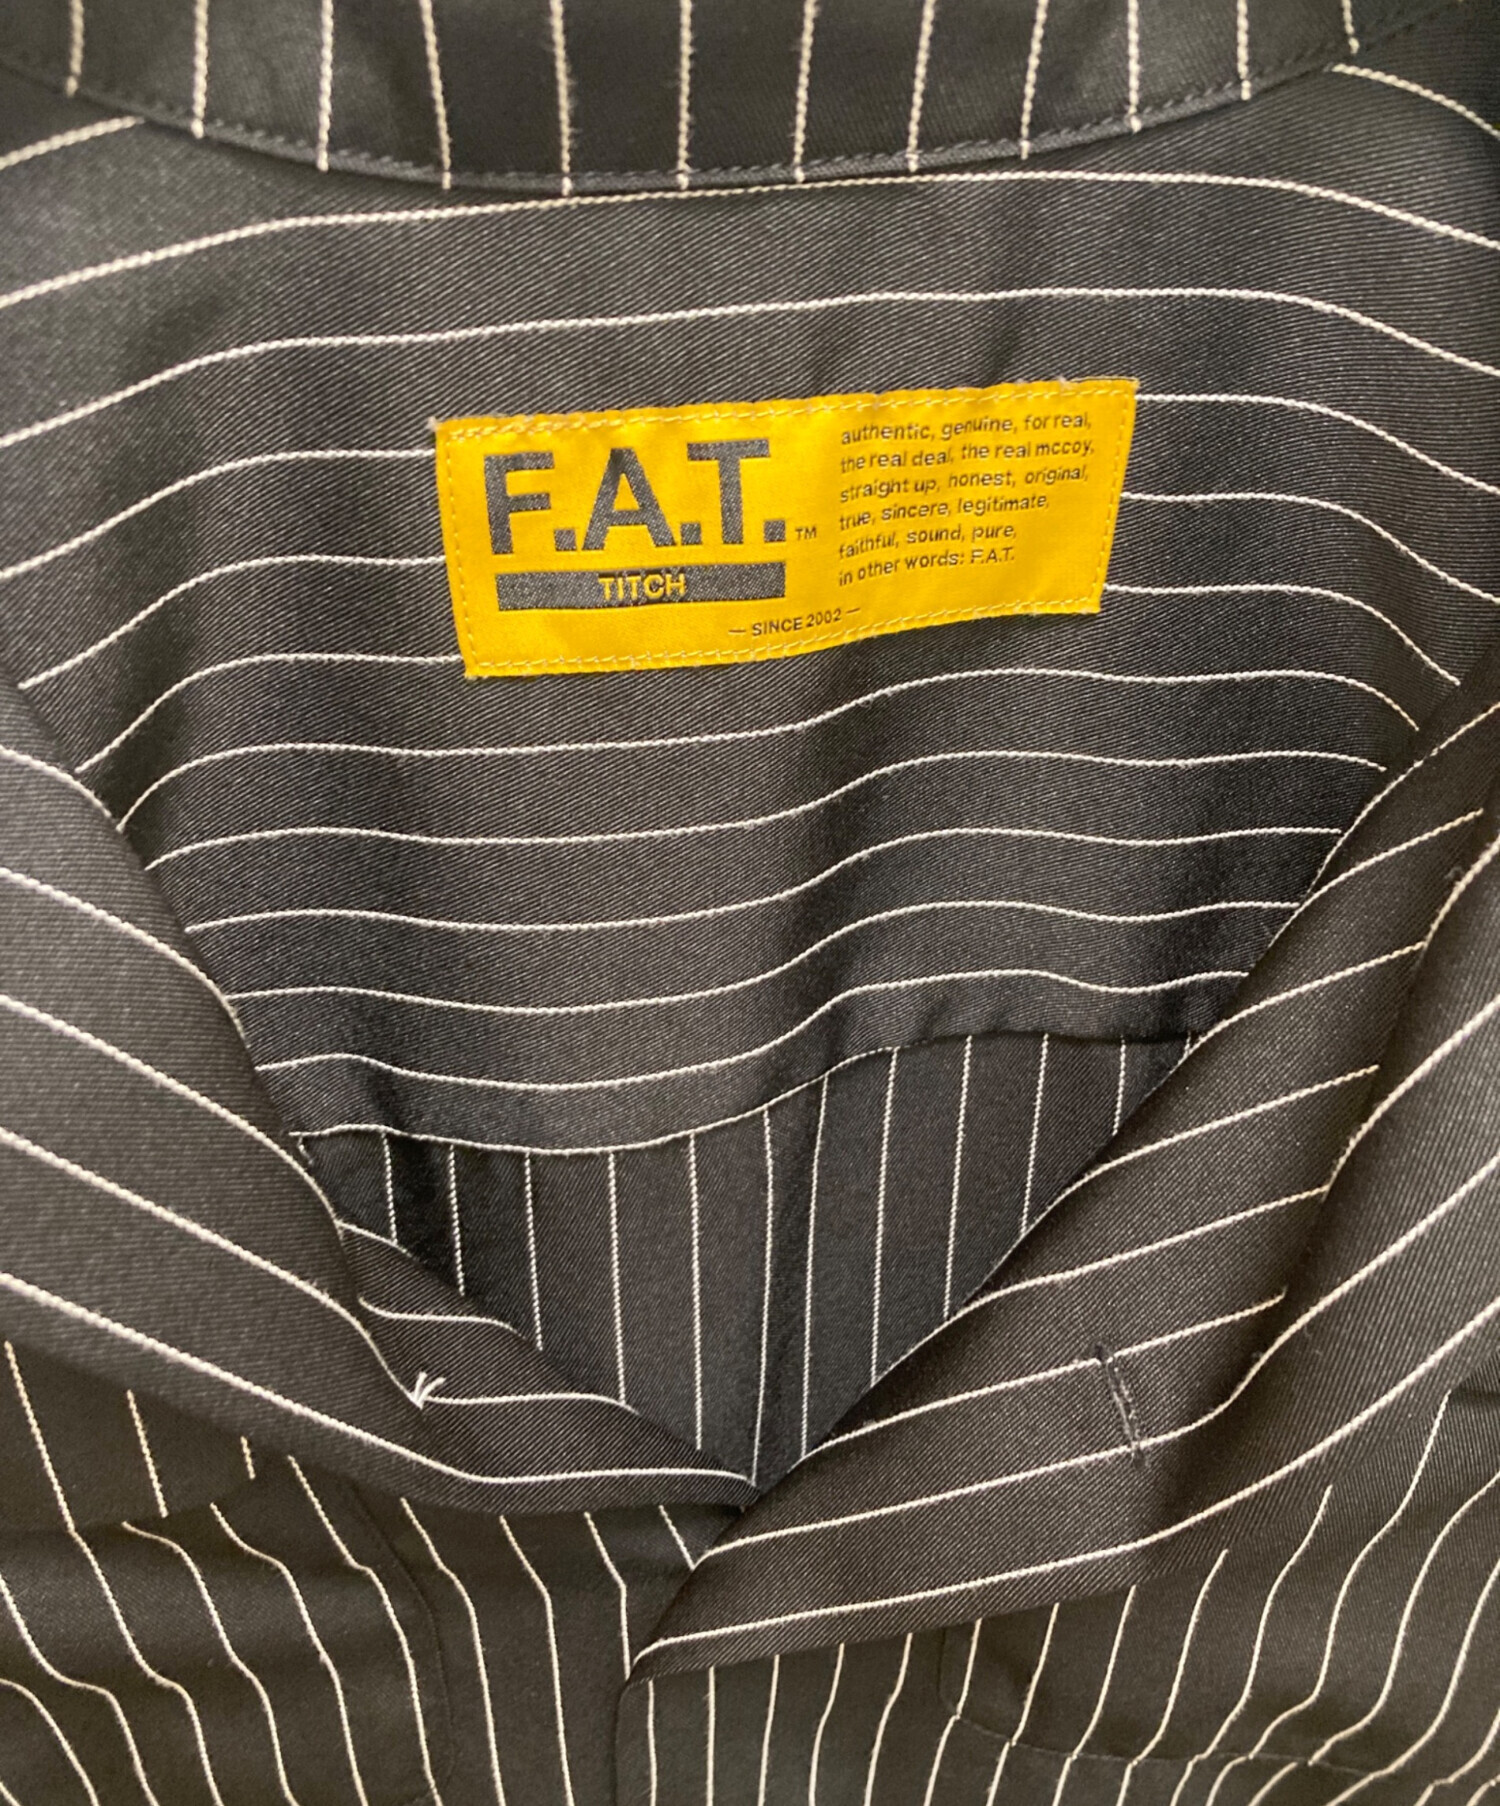 F.A.T.™
TITCH
— SINCE 2002 —
authentic, genuine, for real,
the real deal, the real mccoy,
straight up, honest, original,
true, sincere, legitimate,
faithful, sound, pure,
in other words: F.A.T.